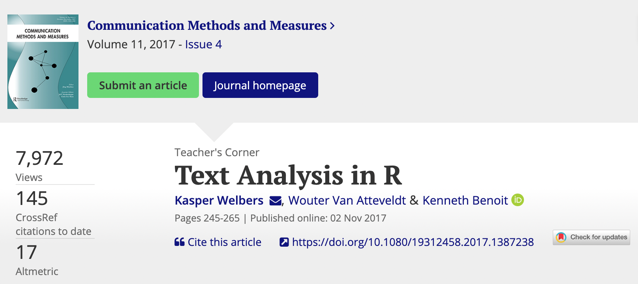 COMMUNICATION
METHODS AND MEASURES
Communication Methods and Measures >
Volume 11, 2017 - Issue 4
Submit an article
Journal homepage
7,972
Views
145
CrossRef
citations to date
17
Altmetric
Teacher's Corner
Text Analysis in R
Kasper Welbers, Wouter Van Atteveldt & Kenneth Benoit iD
Pages 245-265 | Published online: 02 Nov 2017
Cite this article
https://doi.org/10.1080/19312458.2017.1387238
Check for updates